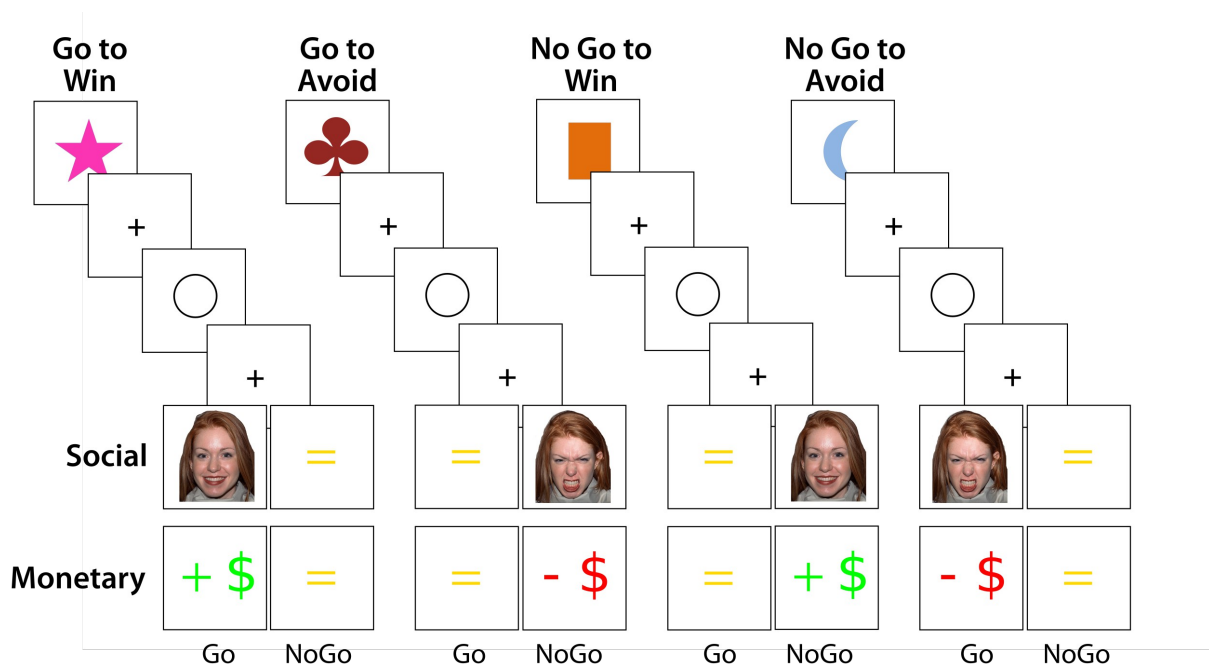 Go to
Win
Go to
Avoid
No Go to
Win
No Go to
Avoid
+
+
+
+
+
+
+
+
Social
=
=
=
=
Monetary
+ $
=
=
- $
=
+ $
- $
=
Go
NoGo
Go
NoGo
Go
NoGo
Go
NoGo